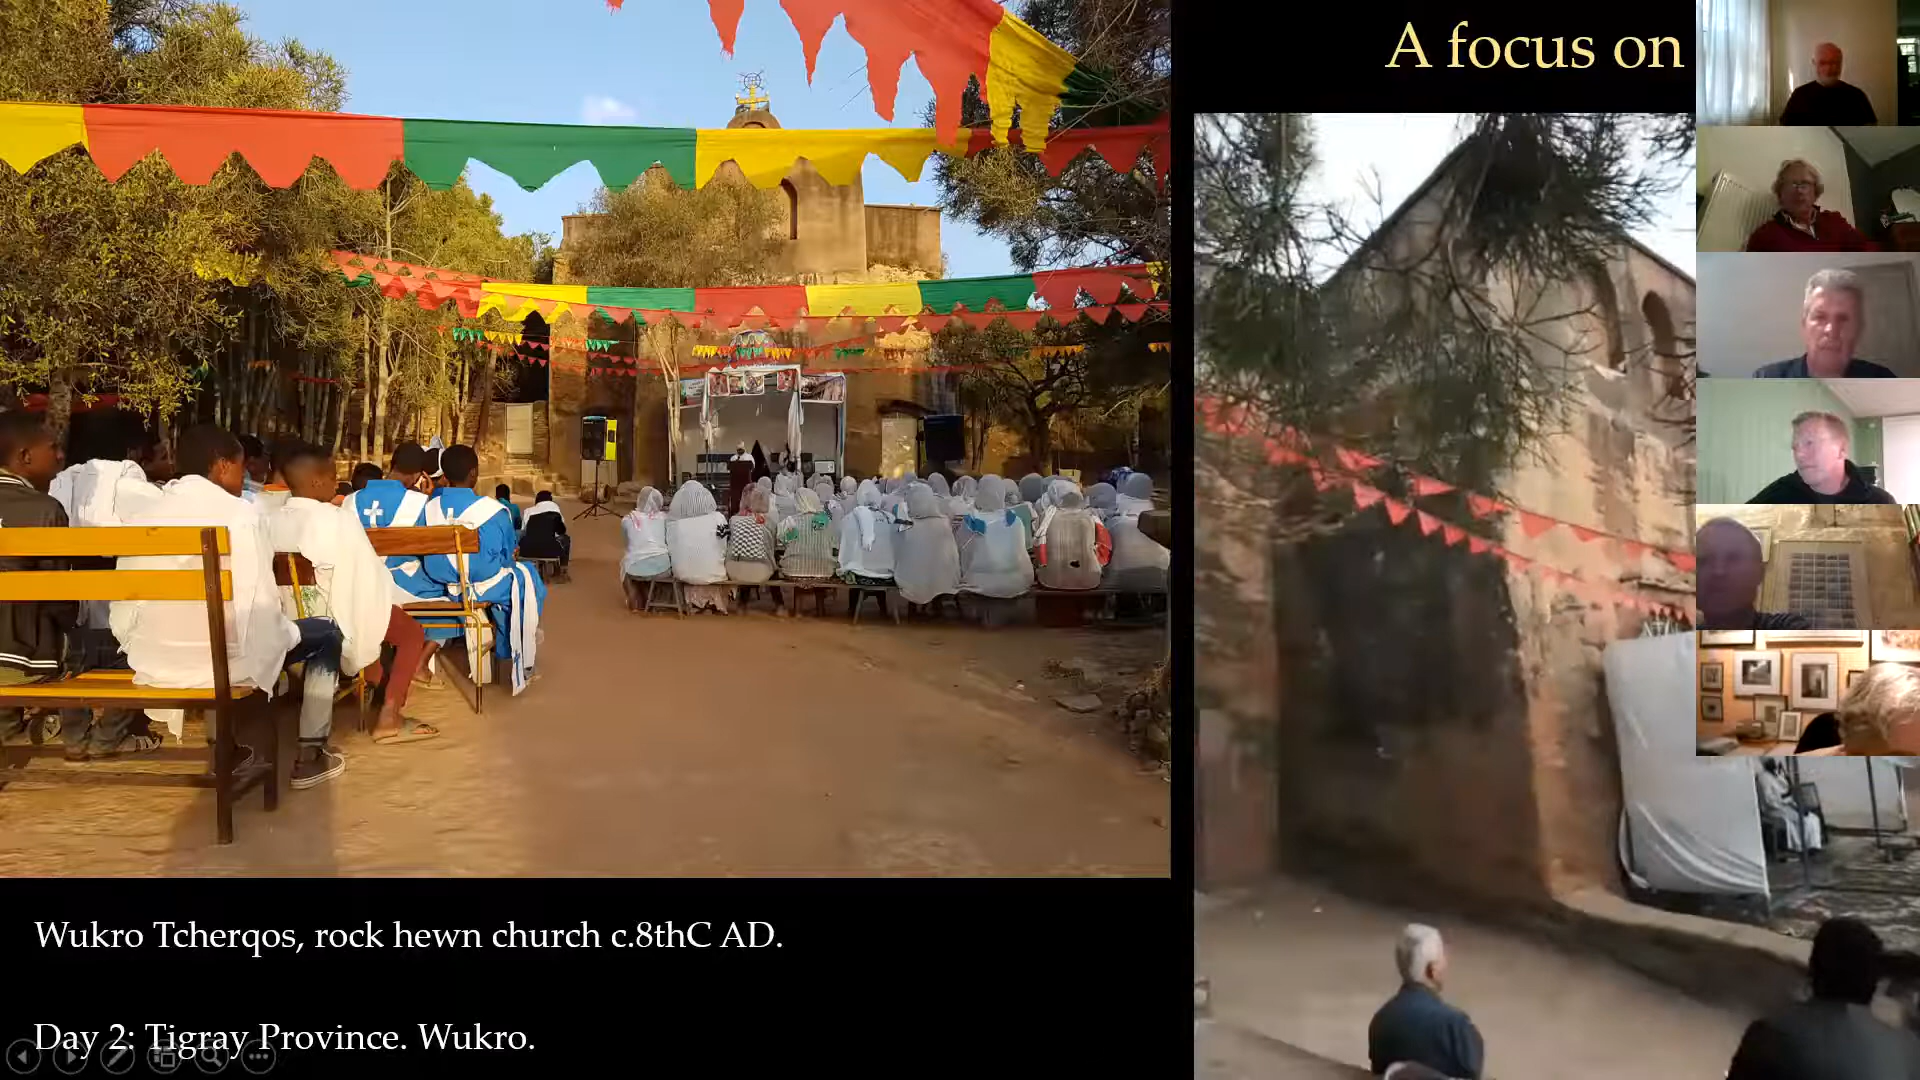 A focus on
Wukro Tcherqos, rock hewn church c.8thC AD.
Day 2: Tigray Province. Wukro.